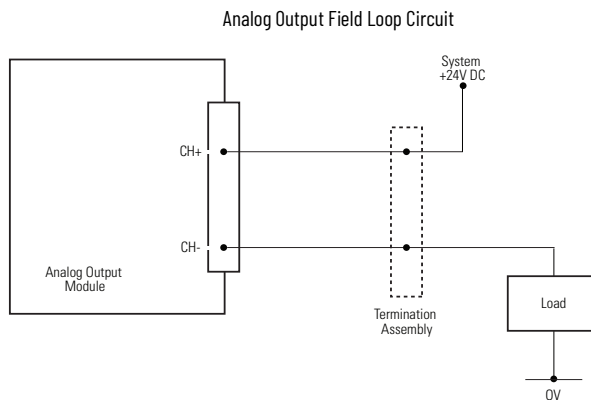 Analog Output Field Loop Circuit
System
+24V DC
CH+
CH-
Analog Output
Module
Termination
Assembly
Load
0V